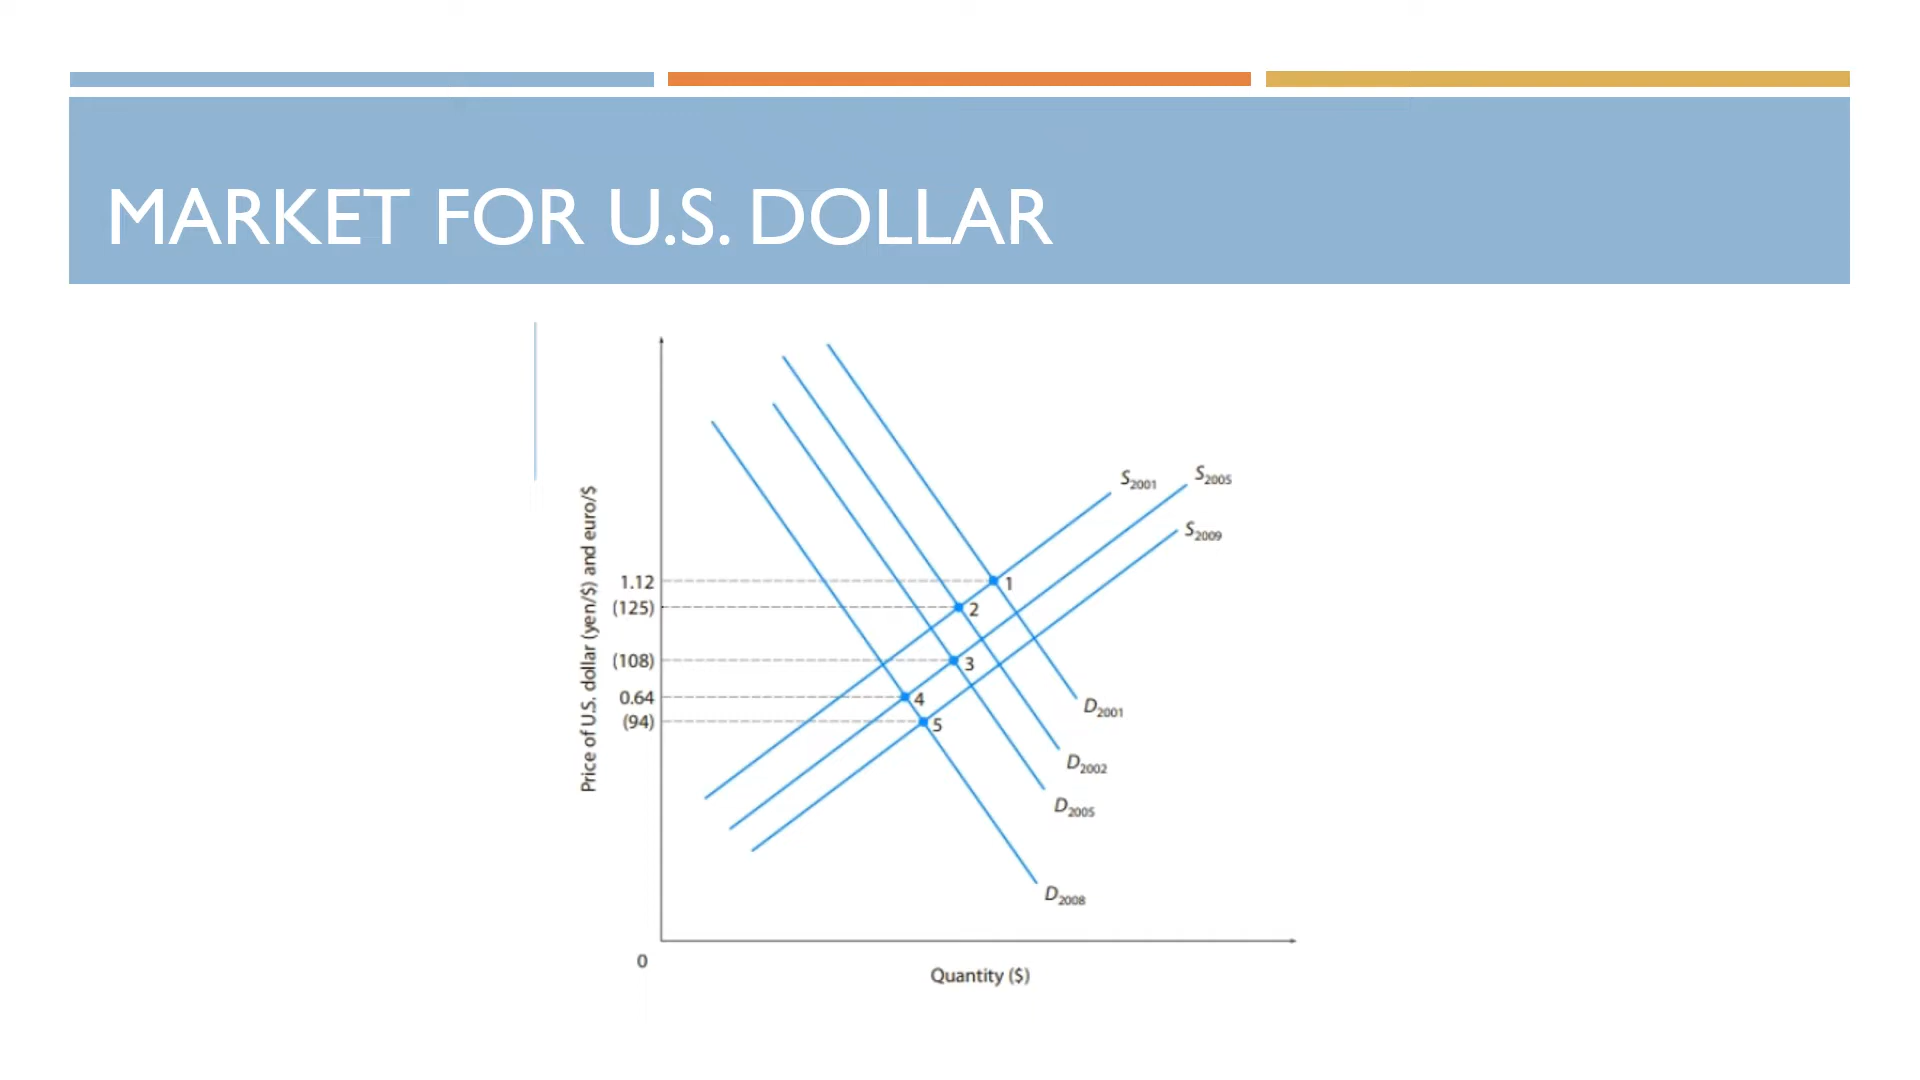 MARKET FOR U.S. DOLLAR
Price of U.S. dollar (yen/$) and euro/$
S2001
S2005
S2009
1.12
(125)
(108)
0.64
(94)
1
2
3
4
5
D2001
D2002
D2005
D2008
0
Quantity ($)